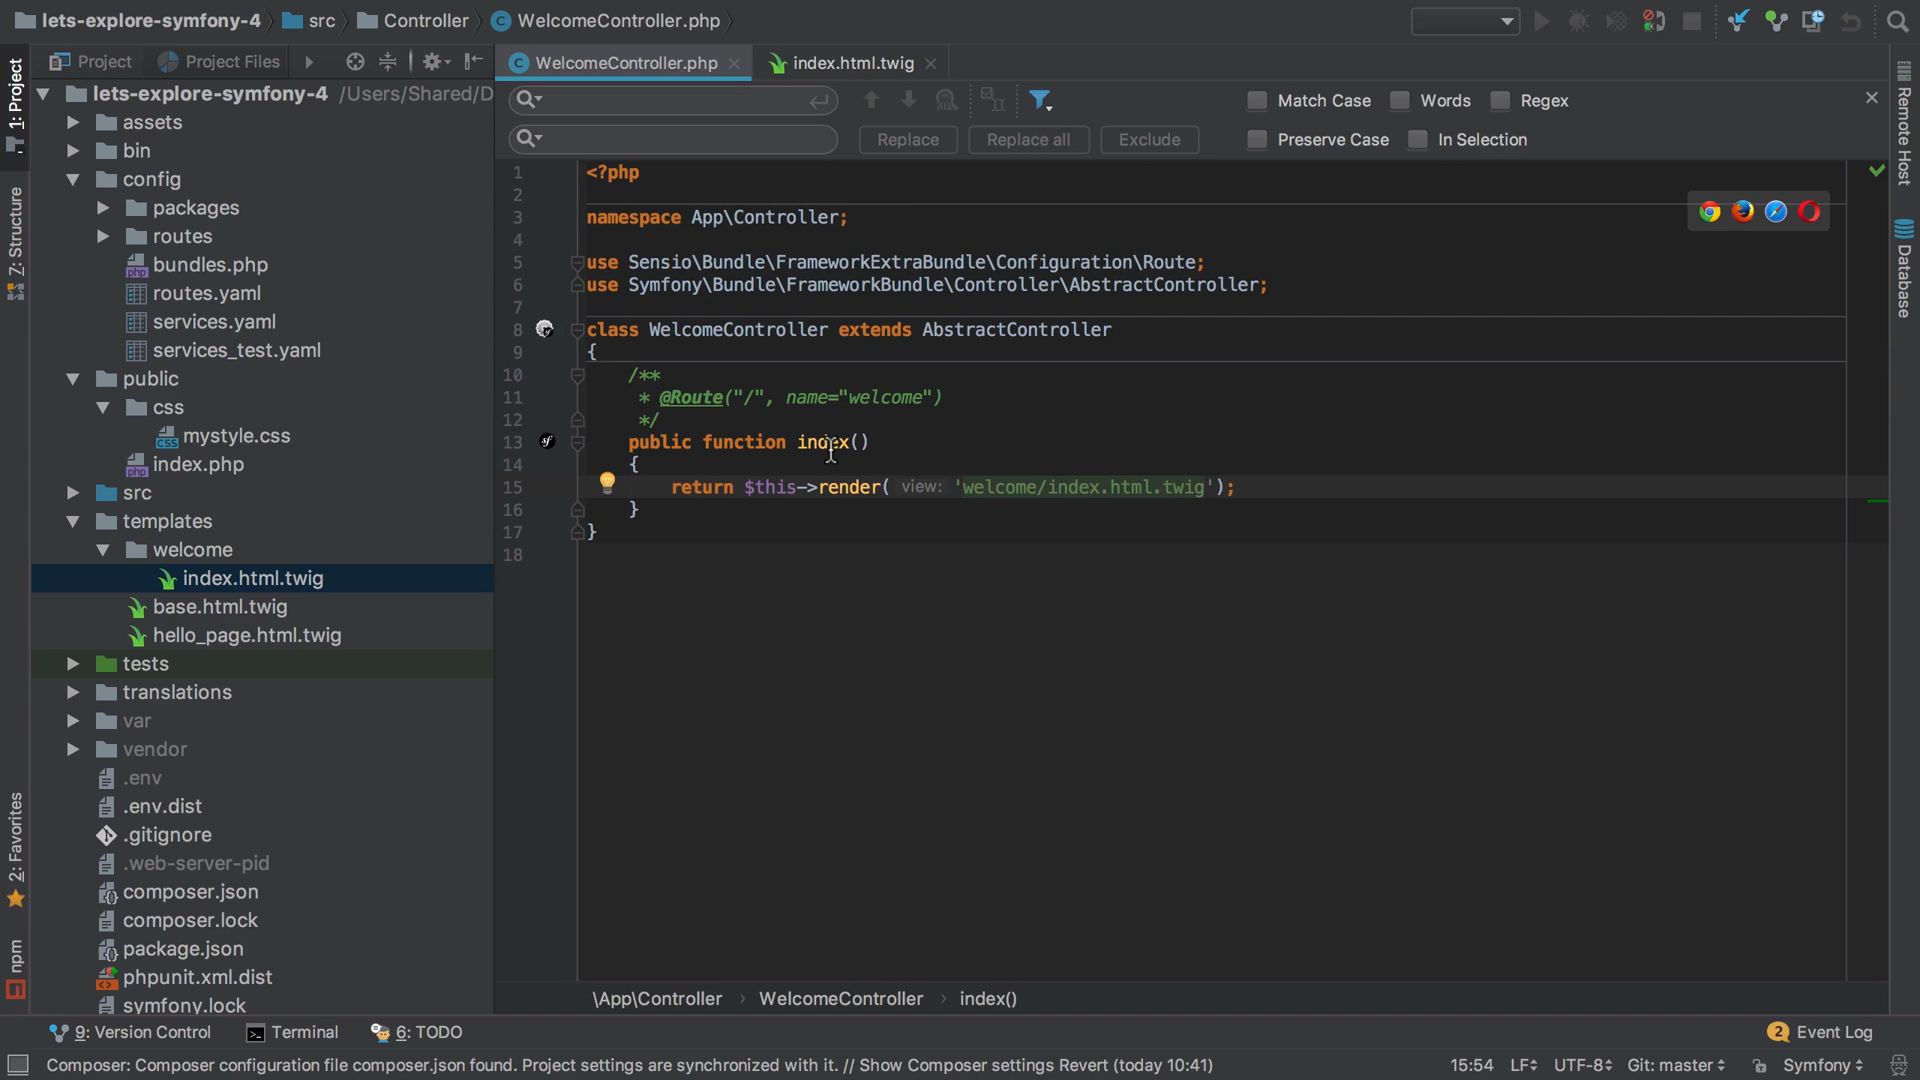 lets-explore-symfony-4 src Controller WelcomeController.php
1: Project
Z: Structure
2: Favorites
npm
Project Project Files
lets-explore-symfony-4 /Users/Shared/D
assets
bin
config
packages
routes
bundles.php
routes.yaml
services.yaml
services_test.yaml
public
css
mystyle.css
index.php
src
templates
welcome
index.html.twig
base.html.twig
hello_page.html.twig
tests
translations
var
vendor
.env
.env.dist
.gitignore
.web-server-pid
composer.json
composer.lock
package.json
phpunit.xml.dist
symfony.lock
WelcomeController.php index.html.twig
Match Case Words Regex
Replace Replace all Exclude Preserve Case In Selection
1 <?php
2
3 namespace App\Controller;
4
5 use Sensio\Bundle\FrameworkExtraBundle\Configuration\Route;
6 use Symfony\Bundle\FrameworkBundle\Controller\AbstractController;
7
8 class WelcomeController extends AbstractController
9 {
10 /**
11 * @Route("/", name="welcome")
12 */
13 public function index()
14 {
15 return $this->render( view: 'welcome/index.html.twig');
16 }
17 }
18
\App\Controller › WelcomeController › index()
Remote Host
Database
9: Version Control Terminal 6: TODO 2 Event Log
Composer: Composer configuration file composer.json found. Project settings are synchronized with it. // Show Composer settings Revert (today 10:41) 15:54 LF UTF-8 Git: master Symfony